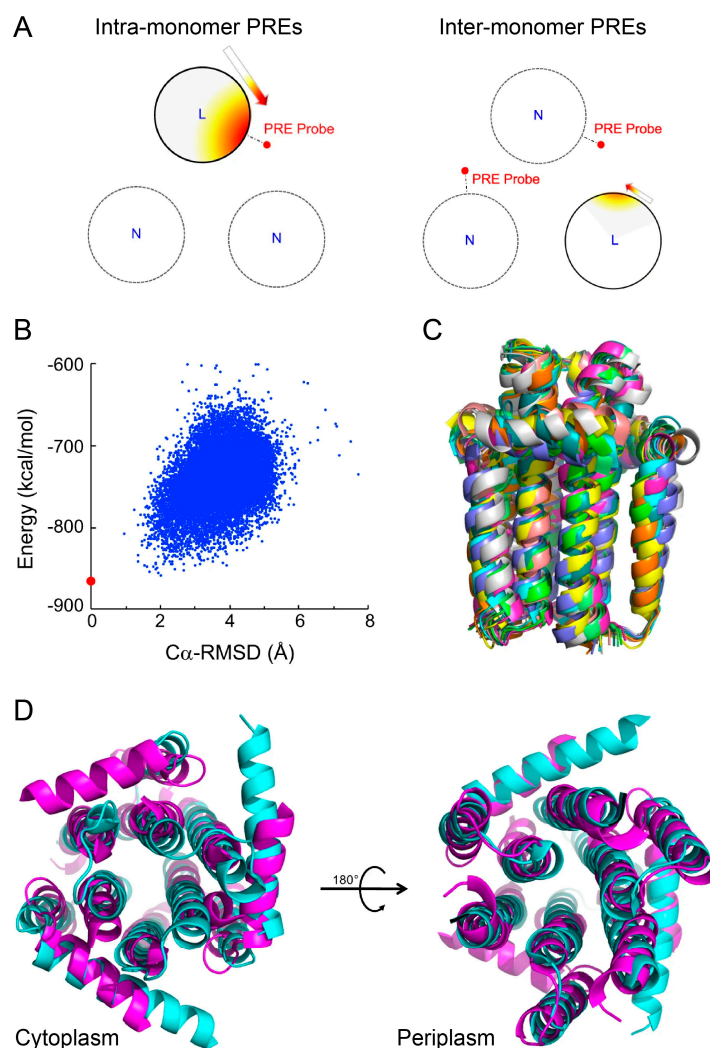 A
Intra-monomer PREs
Inter-monomer PREs
L
PRE Probe
N
N
N
PRE Probe
PRE Probe
N
L
B
-600
-700
-800
-900
Energy (kcal/mol)
0
2
4
6
8
Cα-RMSD (Å)
C
D
180°
Cytoplasm
Periplasm